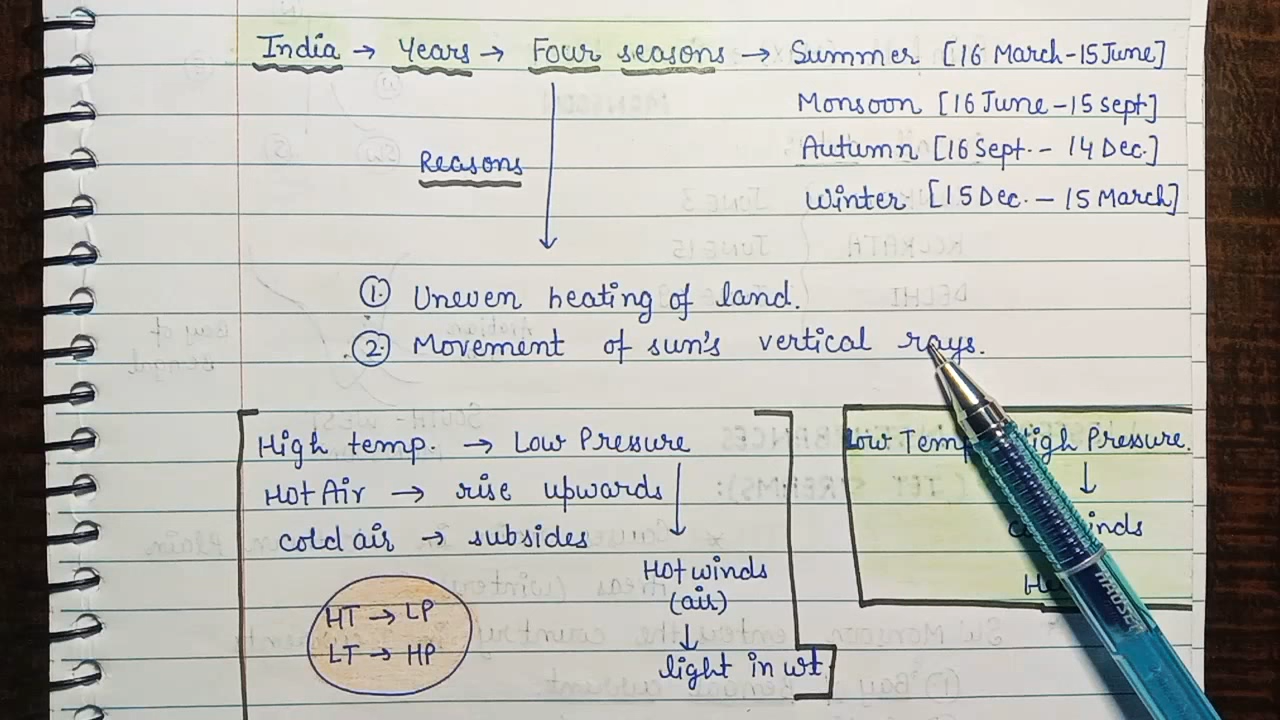 India → Years → Four seasons → Summer [16 March-15 June]
Monsoon [16 June-15 Sept]
Autumn [16 Sept. - 14 Dec.]
Winter [15 Dec. - 15 March]
Reasons
① Uneven heating of land.
② Movement of sun's vertical rays.
High temp. → Low Pressure
Hot Air → rise upwards
cold air → subsides
Hot winds
(air)
light in wt.
HT → LP
LT → HP
Low Temp High Pressure.
winds
HAUSER